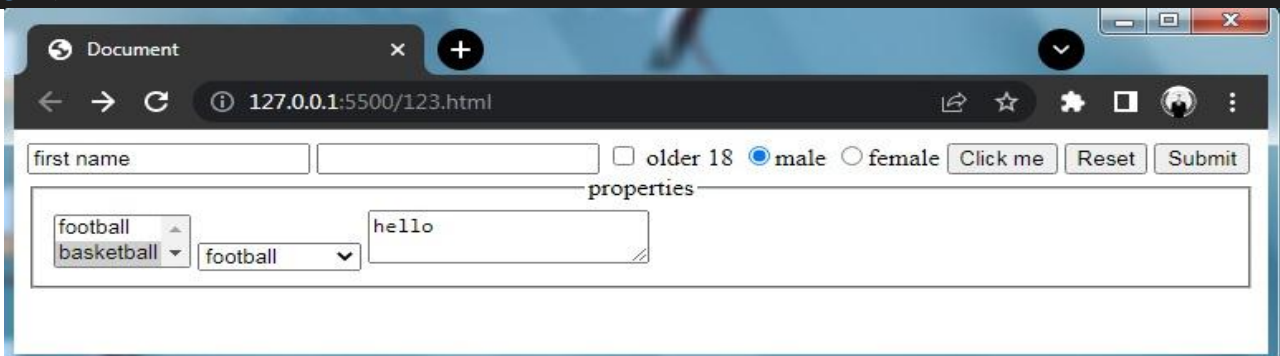 Document
127.0.0.1:5500/123.html
first name older 18 male female Click me Reset Submit
properties
football
basketball football hello